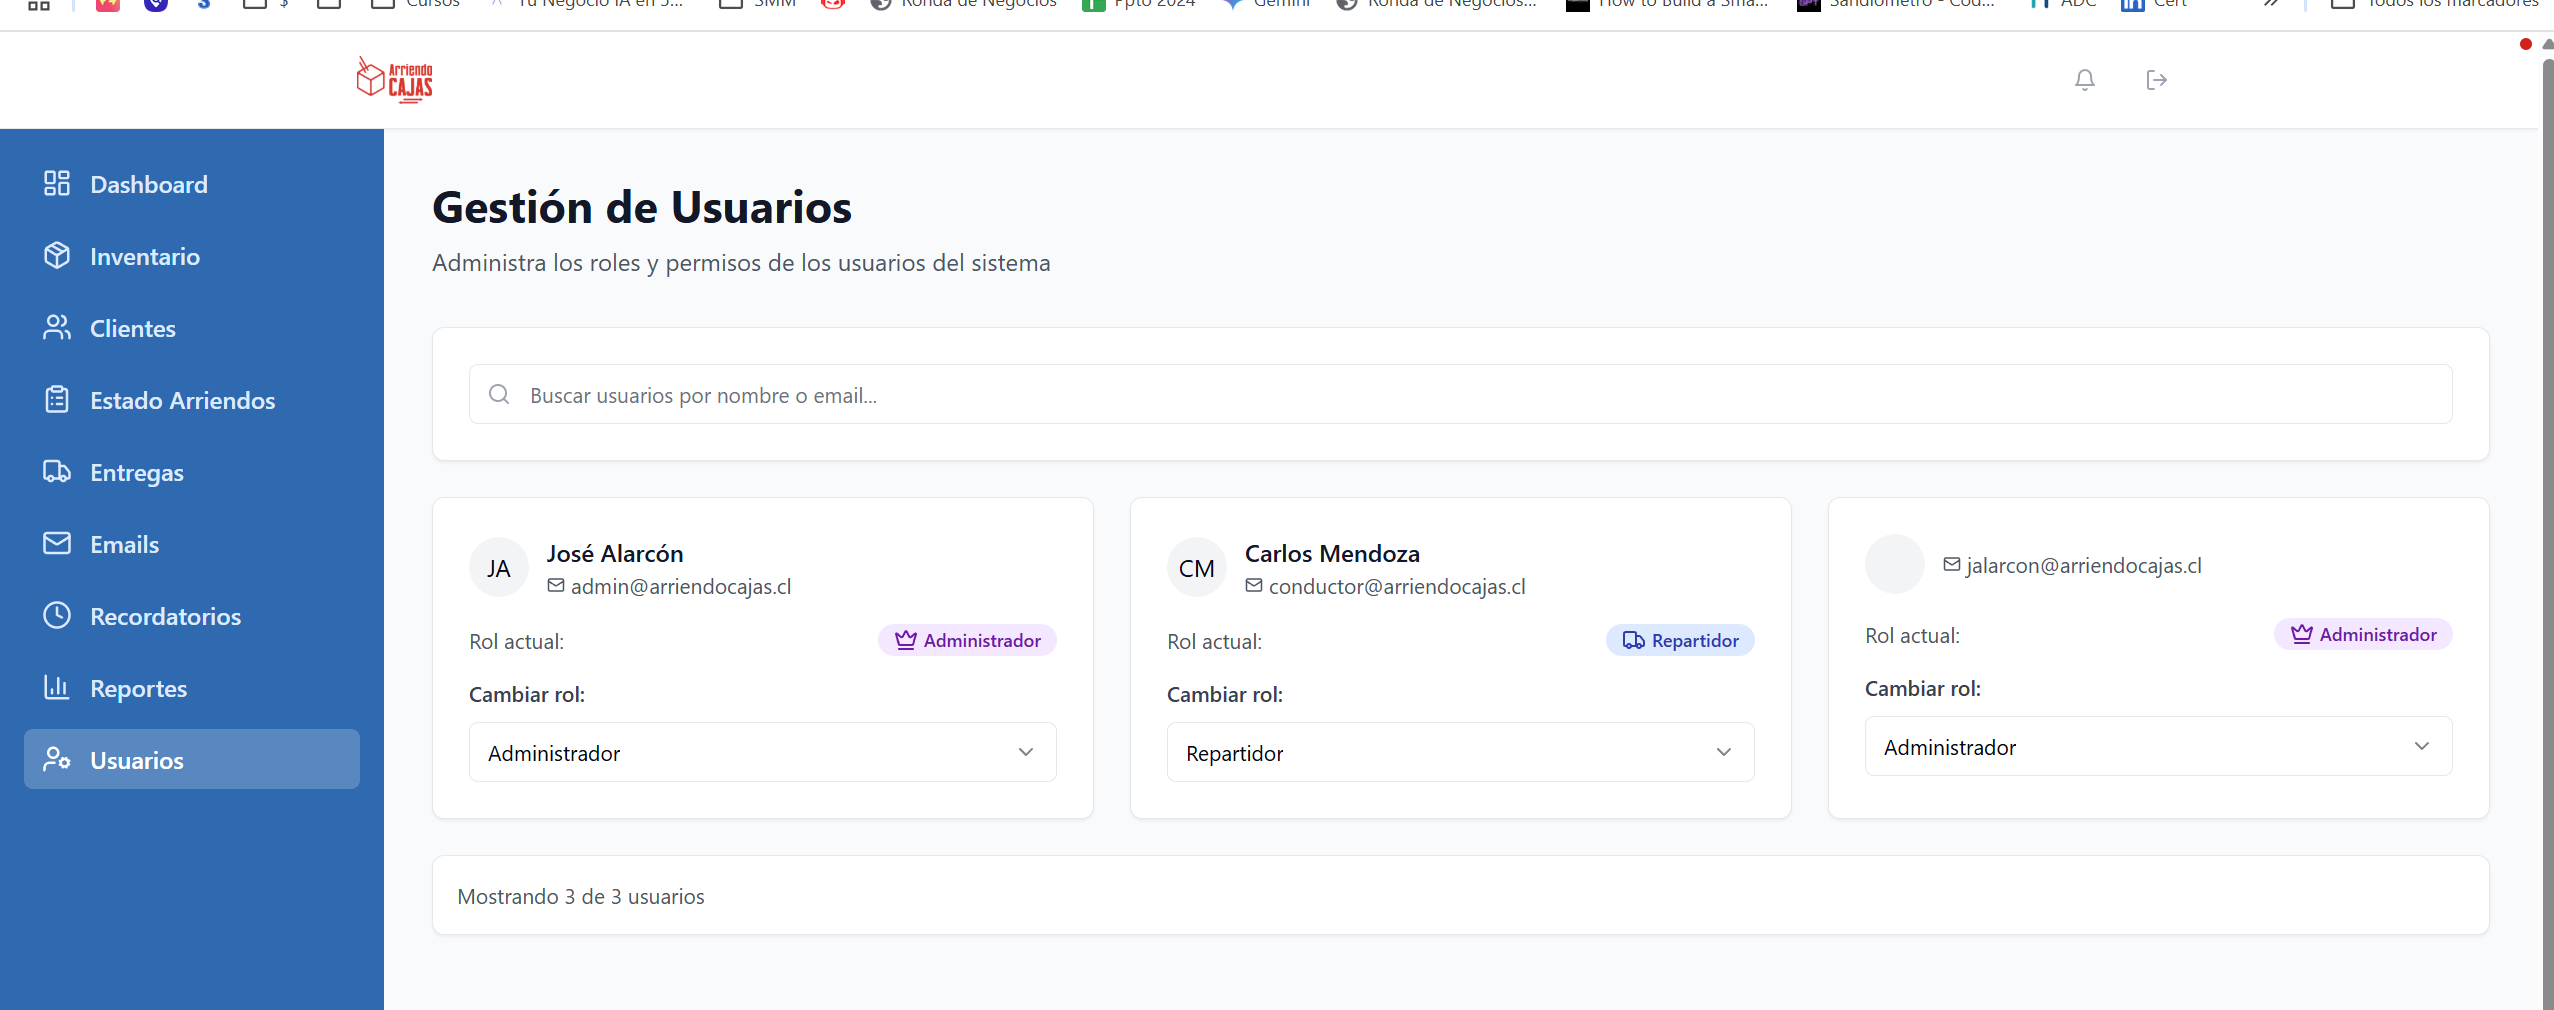 $
Cursos
Tu Negocio IA en 5...
SMM
Ronda de Negocios
Ppto 2024
Gemini
Ronda de Negocios...
How to Build a Sma...
Sandiometro - Cod...
ADC
Cert
Todos los marcadores
Arriendo
CAJAS
Dashboard
Inventario
Clientes
Estado Arriendos
Entregas
Emails
Recordatorios
Reportes
Usuarios
Gestión de Usuarios
Administra los roles y permisos de los usuarios del sistema
Buscar usuarios por nombre o email...
JA
José Alarcón
admin@arriendocajas.cl
Rol actual:
Administrador
Cambiar rol:
Administrador
CM
Carlos Mendoza
conductor@arriendocajas.cl
Rol actual:
Repartidor
Cambiar rol:
Repartidor
jalarcon@arriendocajas.cl
Rol actual:
Administrador
Cambiar rol:
Administrador
Mostrando 3 de 3 usuarios